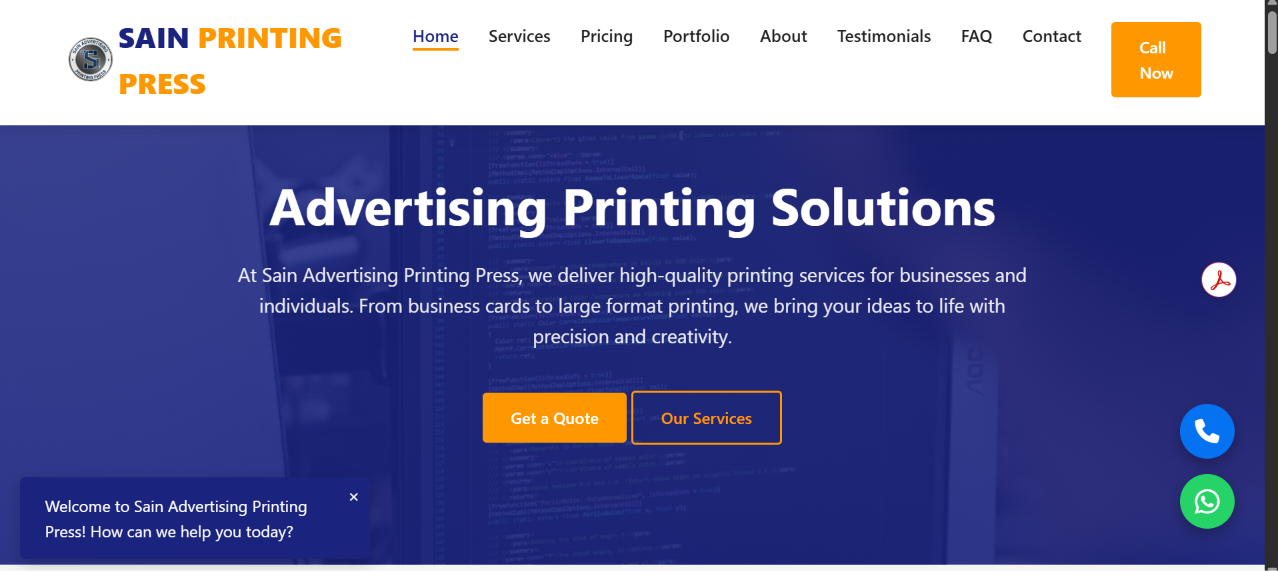 SAIN PRINTING
PRESS
Home
Services
Pricing
Portfolio
About
Testimonials
FAQ
Contact
Call
Now
Advertising Printing Solutions
At Sain Advertising Printing Press, we deliver high-quality printing services for businesses and
individuals. From business cards to large format printing, we bring your ideas to life with
precision and creativity.
Get a Quote
Our Services
Welcome to Sain Advertising Printing
Press! How can we help you today?
×